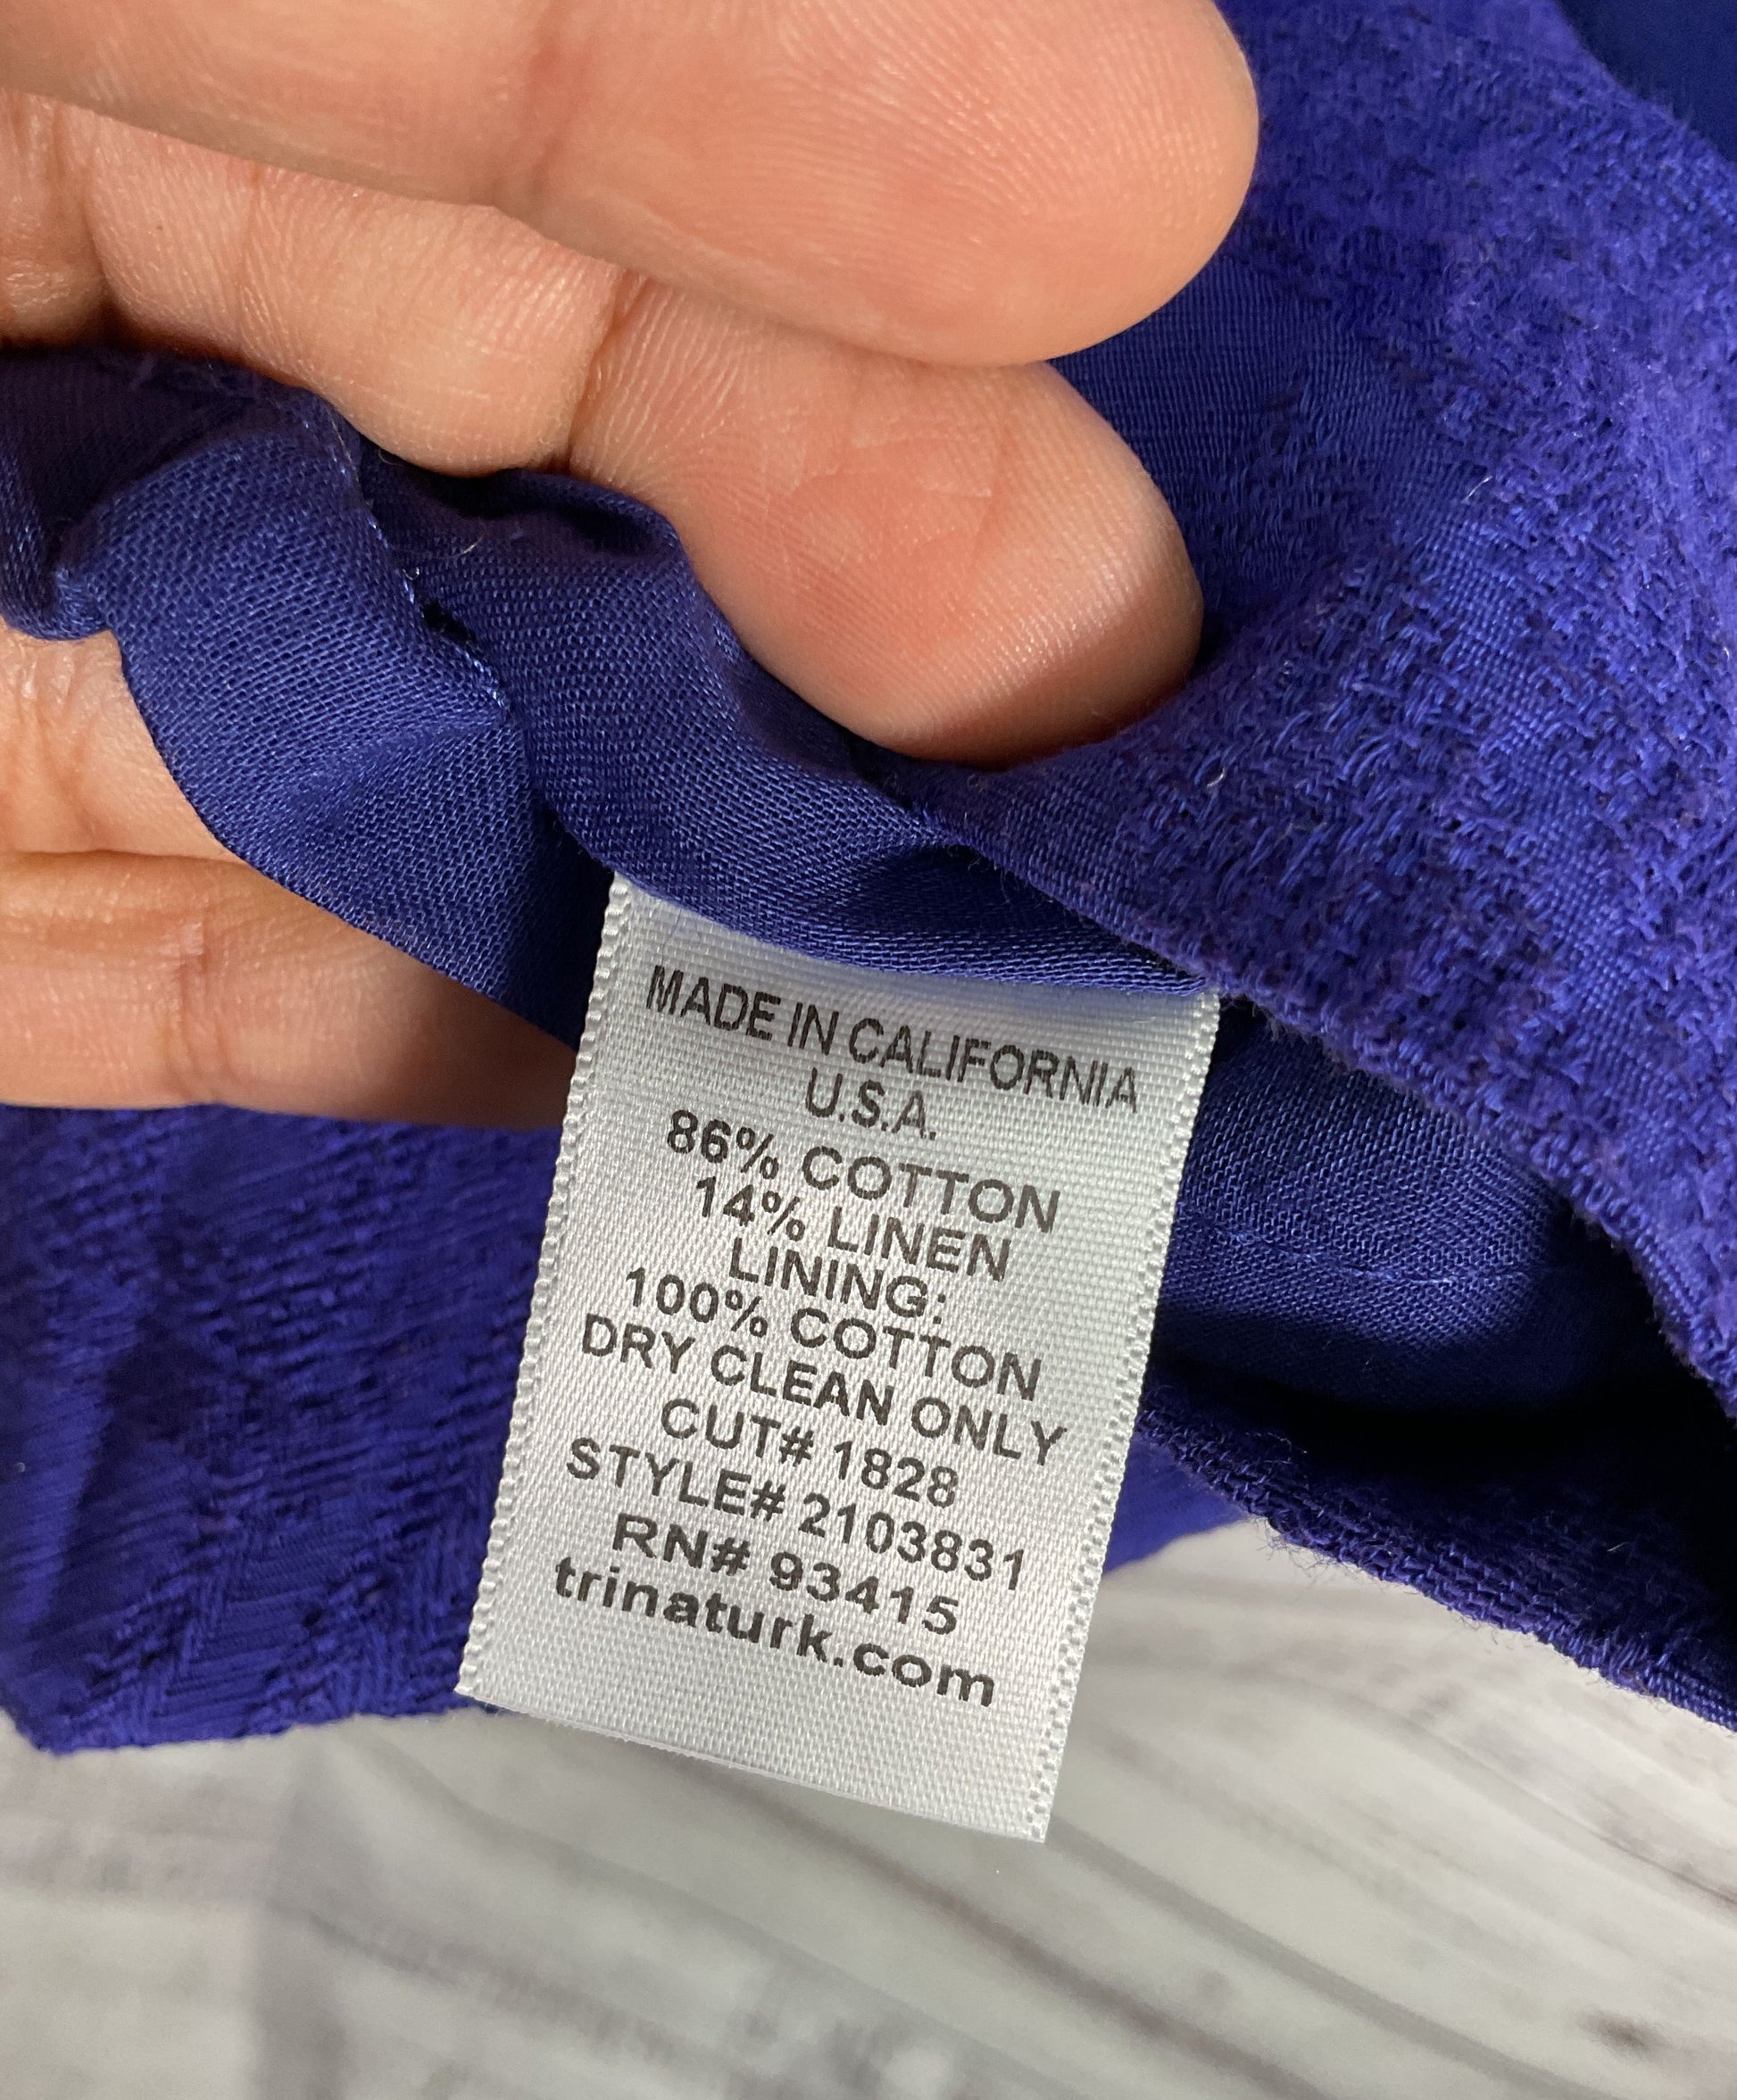 MADE IN CALIFORNIA
U.S.A.
86% COTTON
14% LINEN
LINING:
100% COTTON
DRY CLEAN ONLY
CUT# 1828
STYLE# 2103831
RN# 93415
trinaturk.com